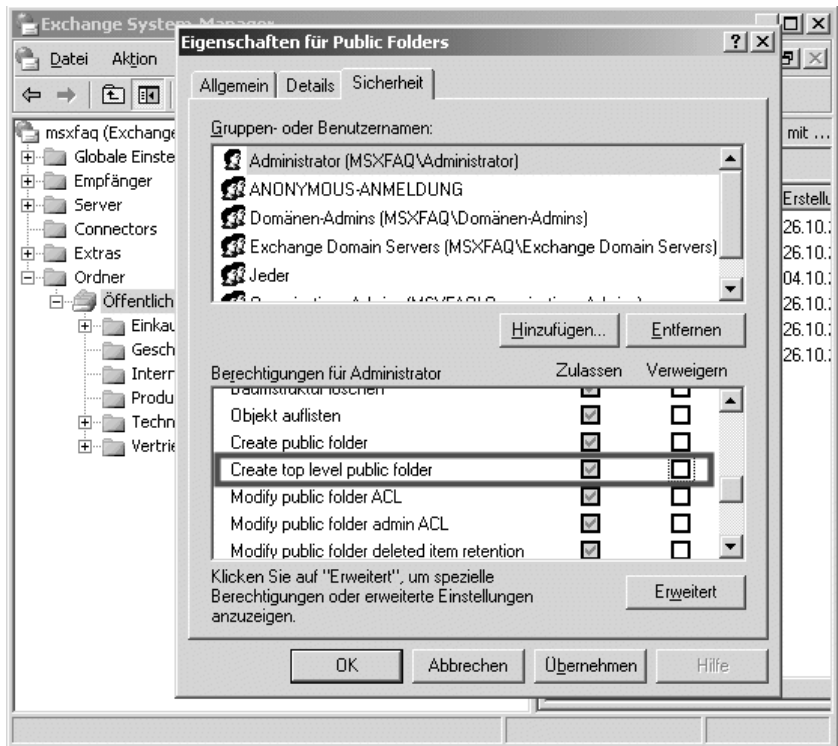 Exchange System-Manager
Datei Aktion
Eigenschaften für Public Folders
Allgemein Details Sicherheit
Gruppen- oder Benutzernamen:
Administrator (MSXFAQ\Administrator)
ANONYMOUS-ANMELDUNG
Domänen-Admins (MSXFAQ\Domänen-Admins)
Exchange Domain Servers (MSXFAQ\Exchange Domain Servers)
Jeder
Hinzufügen... Entfernen
Berechtigungen für Administrator Zulassen Verweigern
Baumstruktur löschen
Objekt auflisten
Create public folder
Create top level public folder
Modify public folder ACL
Modify public folder admin ACL
Modify public folder deleted item retention
Klicken Sie auf "Erweitert", um spezielle
Berechtigungen oder erweiterte Einstellungen
anzuzeigen.
Erweitert
OK Abbrechen Übernehmen Hilfe
msxfaq (Exchange
Globale Einste
Empfänger
Server
Connectors
Extras
Ordner
Öffentlich
Einkau
Gesch
Intern
Produ
Techn
Vertrie
mit ...
Erstellu
26.10.:
26.10.:
04.10.:
26.10.:
26.10.:
26.10.: